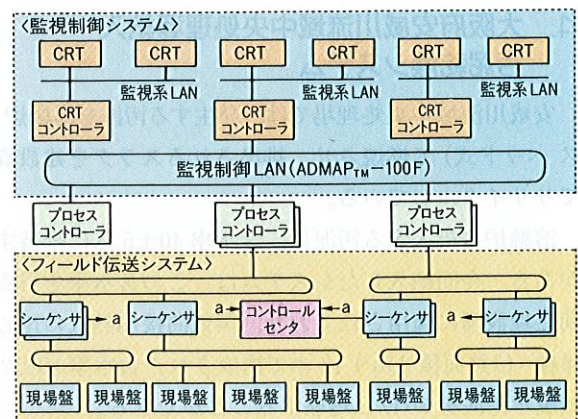 〈監視制御システム〉
CRT CRT CRT CRT CRT CRT
監視系LAN 監視系LAN 監視系LAN
CRT
コントローラ
CRT
コントローラ
CRT
コントローラ
監視制御LAN(ADMAPTM-100F)
プロセス
コントローラ
プロセス
コントローラ
プロセス
コントローラ
〈フィールド伝送システム〉
シーケンサ a シーケンサ a コントロール
センタ a シーケンサ a シーケンサ
現場盤 現場盤 現場盤 現場盤 現場盤 現場盤 現場盤 現場盤